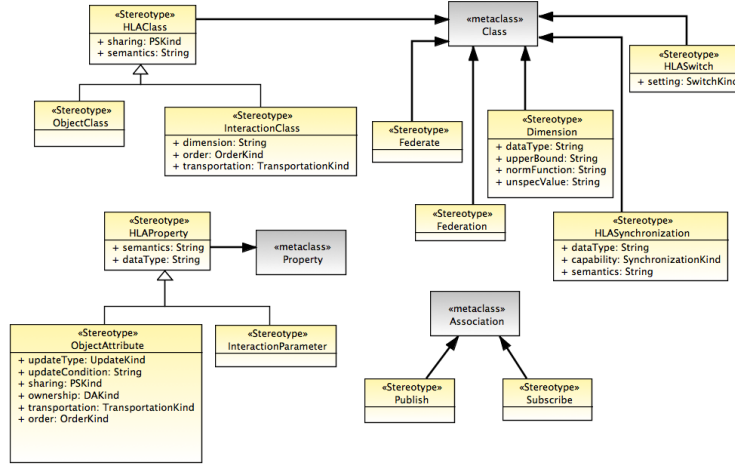 «Stereotype»
HLAClass
+ sharing: PSKind
+ semantics: String
«metaclass»
Class
«Stereotype»
HLASwitch
+ setting: SwitchKind
«Stereotype»
ObjectClass
«Stereotype»
InteractionClass
+ dimension: String
+ order: OrderKind
+ transportation: TransportationKind
«Stereotype»
Federate
«Stereotype»
Dimension
+ dataType: String
+ upperBound: String
+ normFunction: String
+ unspecValue: String
«Stereotype»
Federation
«Stereotype»
HLASynchronization
+ dataType: String
+ capability: SynchronizationKind
+ semantics: String
«Stereotype»
HLAProperty
+ semantics: String
+ dataType: String
«metaclass»
Property
«metaclass»
Association
«Stereotype»
ObjectAttribute
+ updateType: UpdateKind
+ updateCondition: String
+ sharing: PSKind
+ ownership: DAKind
+ transportation: TransportationKind
+ order: OrderKind
«Stereotype»
InteractionParameter
«Stereotype»
Publish
«Stereotype»
Subscribe